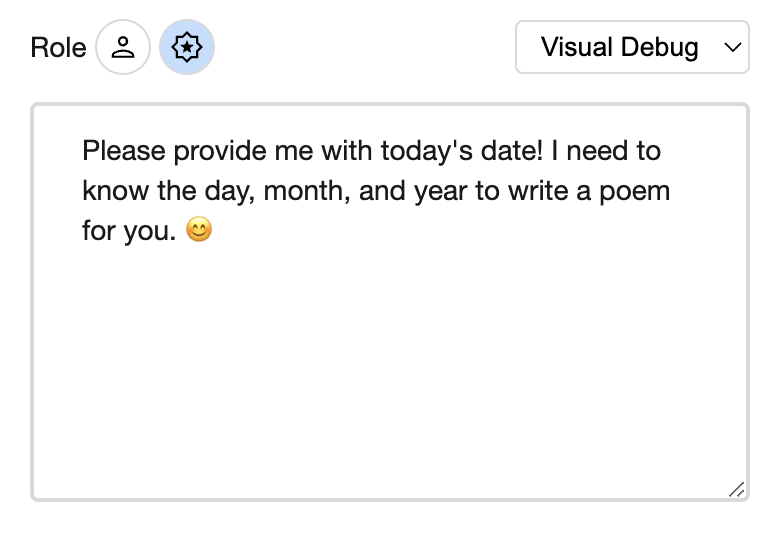 Role
Visual Debug
Please provide me with today's date! I need to
know the day, month, and year to write a poem
for you. 😊